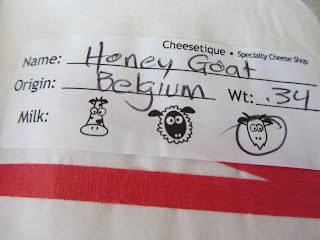 Cheesetique • Specialty Cheese Shop
Name: Honey Goat
Origin: Belgium Wt: .34
Milk: